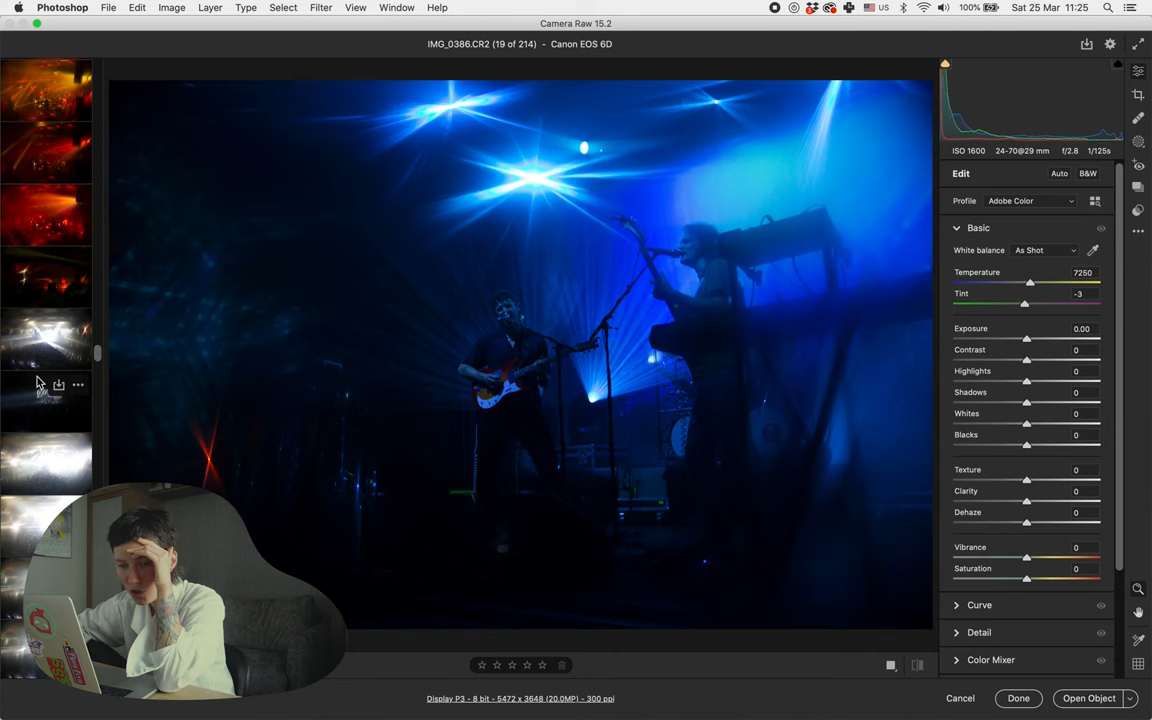 Photoshop File Edit Image Layer Type Select Filter View Window Help US 100% Sat 25 Mar 11:25
Camera Raw 15.2
IMG_0386.CR2 (19 of 214) - Canon EOS 6D
ISO 1600 24-70@29 mm f/2.8 1/125s
Edit Auto B&W
Profile Adobe Color
Basic
White balance As Shot
Temperature 7250
Tint -3
Exposure 0.00
Contrast 0
Highlights 0
Shadows 0
Whites 0
Blacks 0
Texture 0
Clarity 0
Dehaze 0
Vibrance 0
Saturation 0
Curve
Detail
Color Mixer
Display P3 - 8 bit - 5472 x 3648 (20.0MP) - 300 ppi
Cancel Done Open Object